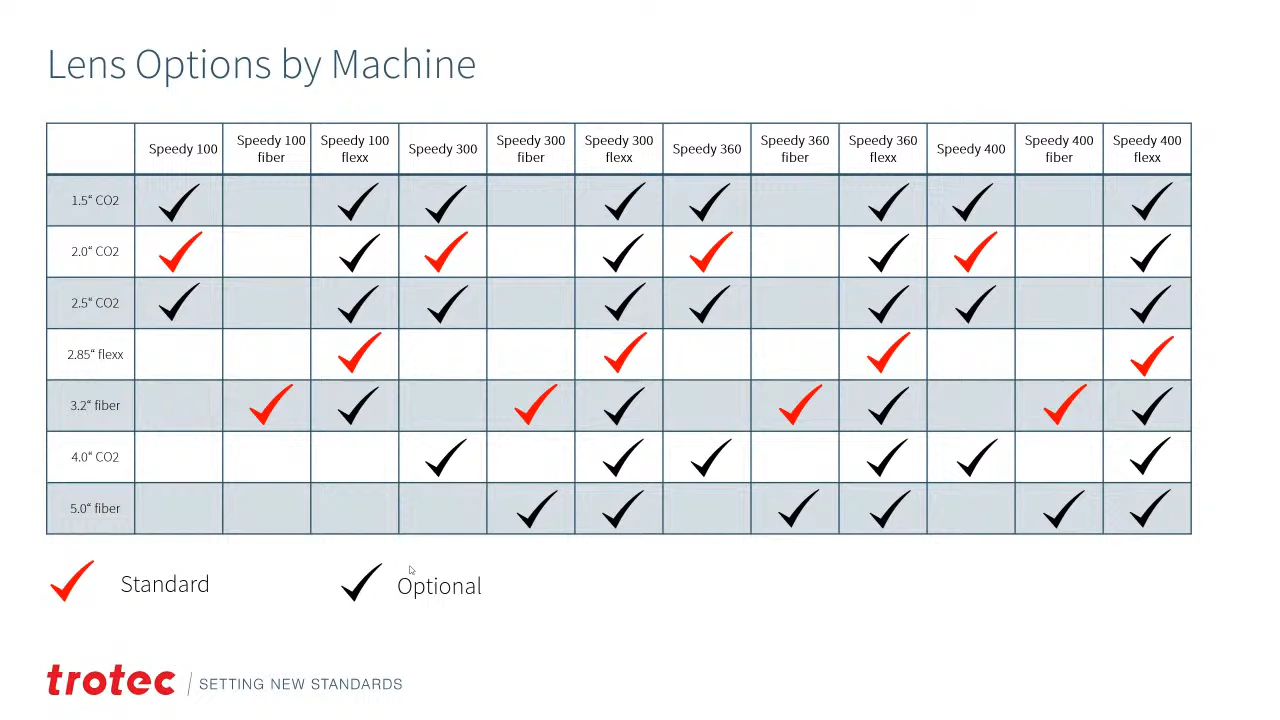 Lens Options by Machine
Speedy 100
Speedy 100 fiber
Speedy 100 flexx
Speedy 300
Speedy 300 fiber
Speedy 300 flexx
Speedy 360
Speedy 360 fiber
Speedy 360 flexx
Speedy 400
Speedy 400 fiber
Speedy 400 flexx
1.5“ CO2
2.0“ CO2
2.5“ CO2
2.85“ flexx
3.2“ fiber
4.0“ CO2
5.0“ fiber
Standard
Optional
trotec
SETTING NEW STANDARDS